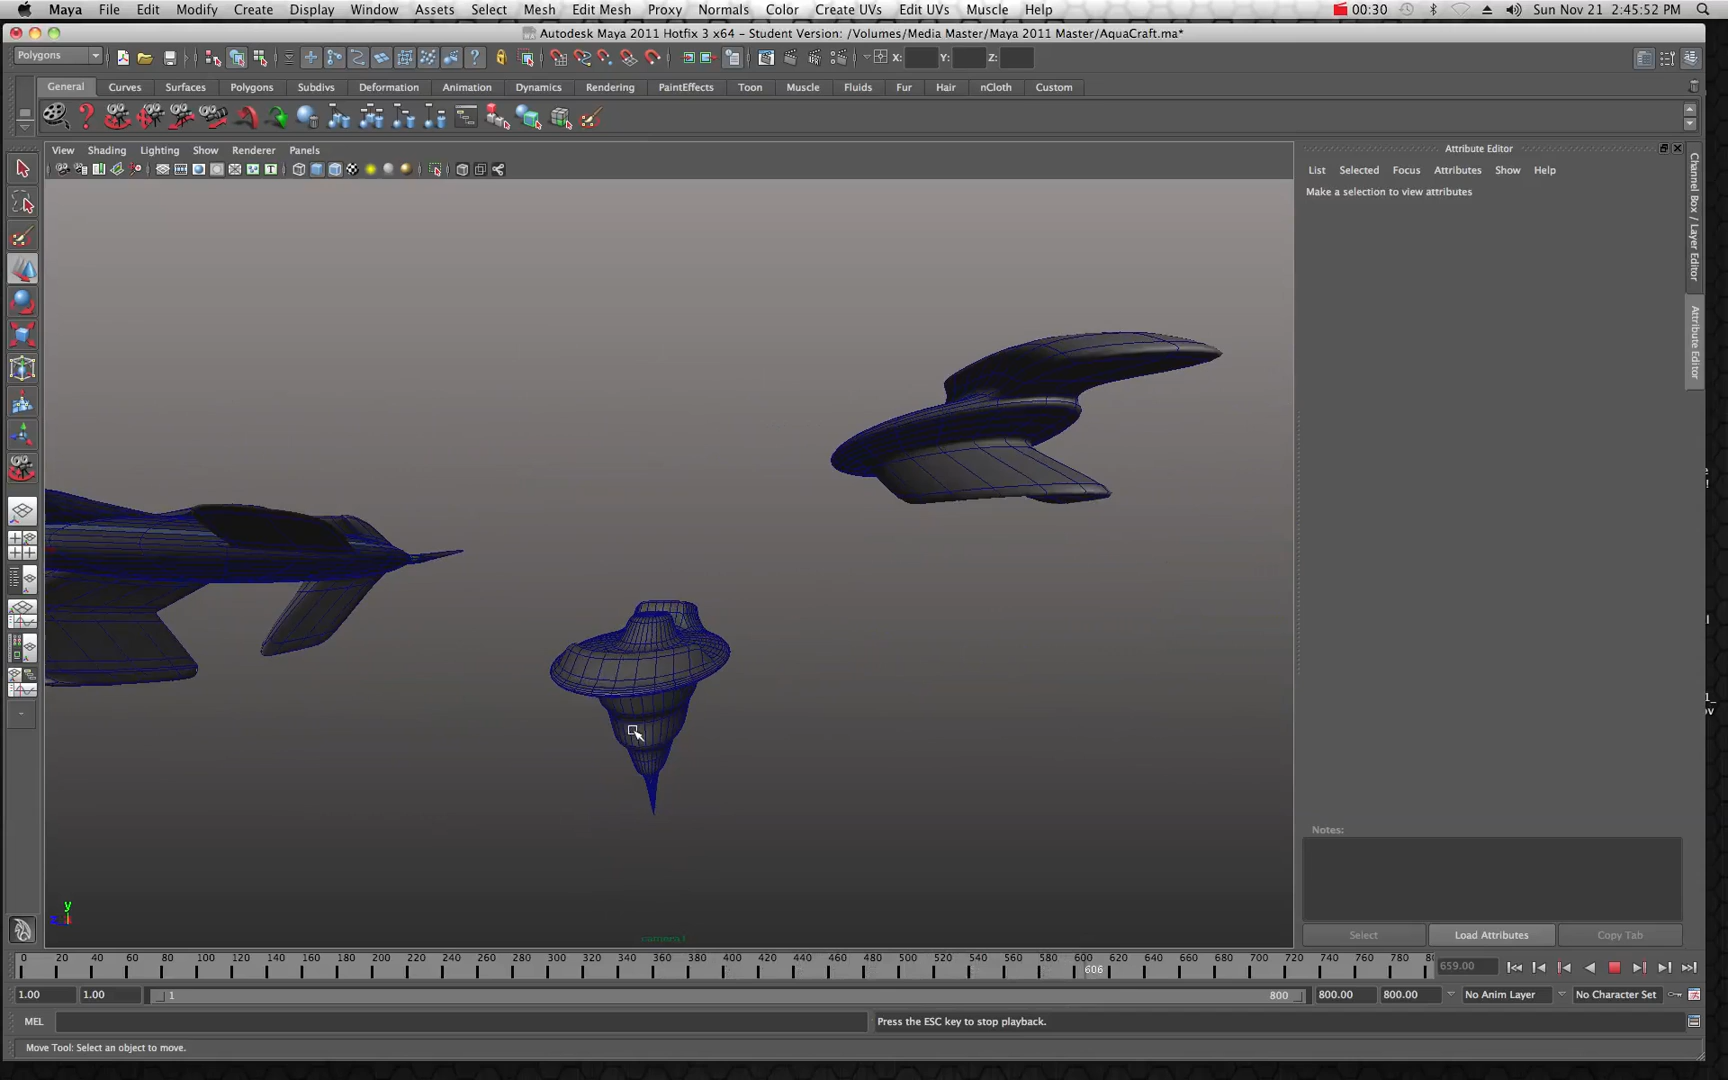 Maya File Edit Modify Create Display Window Assets Select Mesh Edit Mesh Proxy Normals Color Create UVs Edit UVs Muscle Help 00:30 Sun Nov 21 2:45:52 PM
Autodesk Maya 2011 Hotfix 3 x64 - Student Version: /Volumes/Media Master/Maya 2011 Master/AquaCraft.ma*
Polygons X: Y: Z:
General Curves Surfaces Subdivs Polygons Deformation Animation Dynamics Rendering PaintEffects Toon Muscle Fluids Fur Hair nCloth Custom
View Shading Lighting Show Renderer Panels
Attribute Editor
List Selected Focus Attributes Show Help
Make a selection to view attributes
Channel Box / Layer Editor
Attribute Editor
Notes:
Select Load Attributes Copy Tab
y
0 20 40 60 80 100 120 140 160 180 200 220 240 260 280 300 320 340 360 380 400 420 440 460 480 500 520 540 560 580 600 620 640 660 680 700 720 740 760 780
606
659.00
1.00 1.00 1 800 800.00 800.00 No Anim Layer No Character Set
MEL Press the ESC key to stop playback.
Move Tool: Select an object to move.